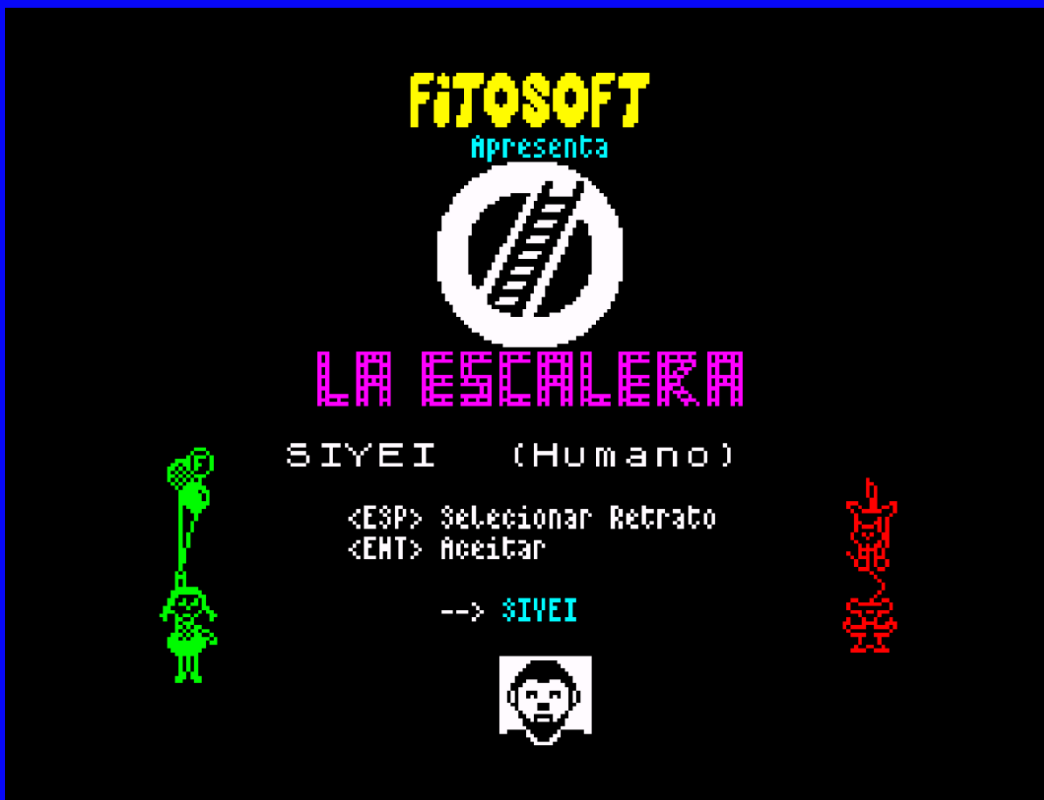 FiTOSOFT
Apresenta
LA ESCALERA
SIYEI (Humano)
F
<ESP> Selecionar Retrato
<ENT> Aceitar
--> SIYEI